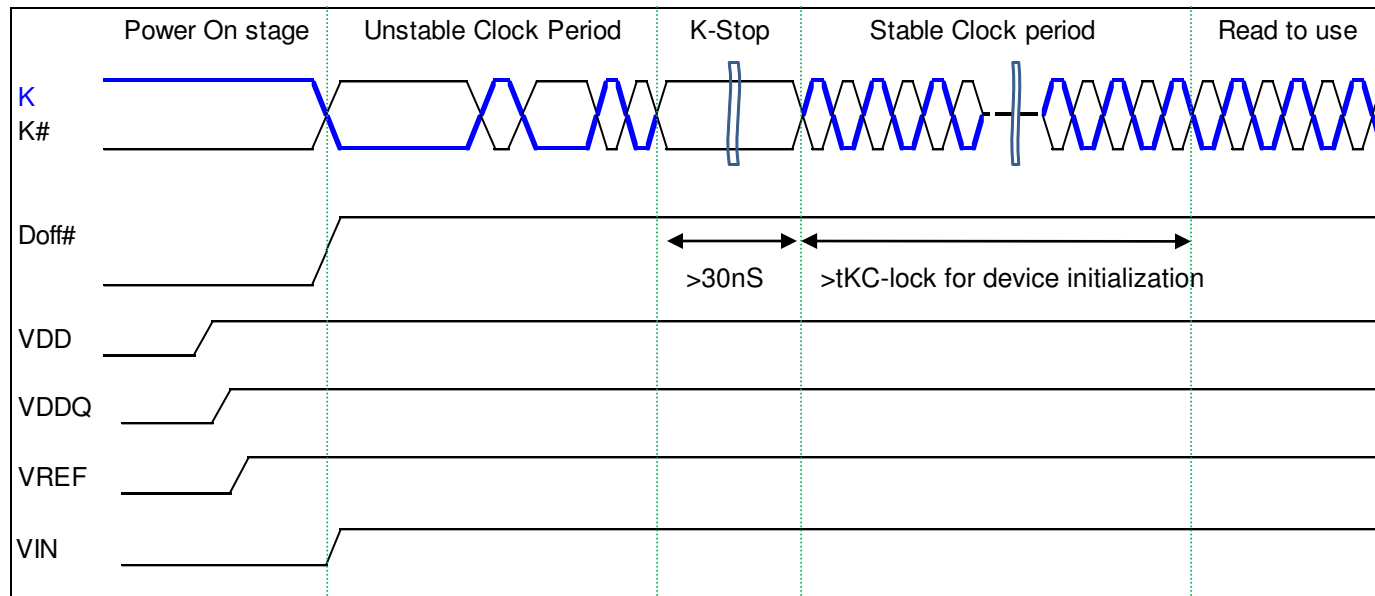 Power On stage
Unstable Clock Period
K-Stop
Stable Clock period
Read to use
K
K#
Doff#
>30nS
>tKC-lock for device initialization
VDD
VDDQ
VREF
VIN